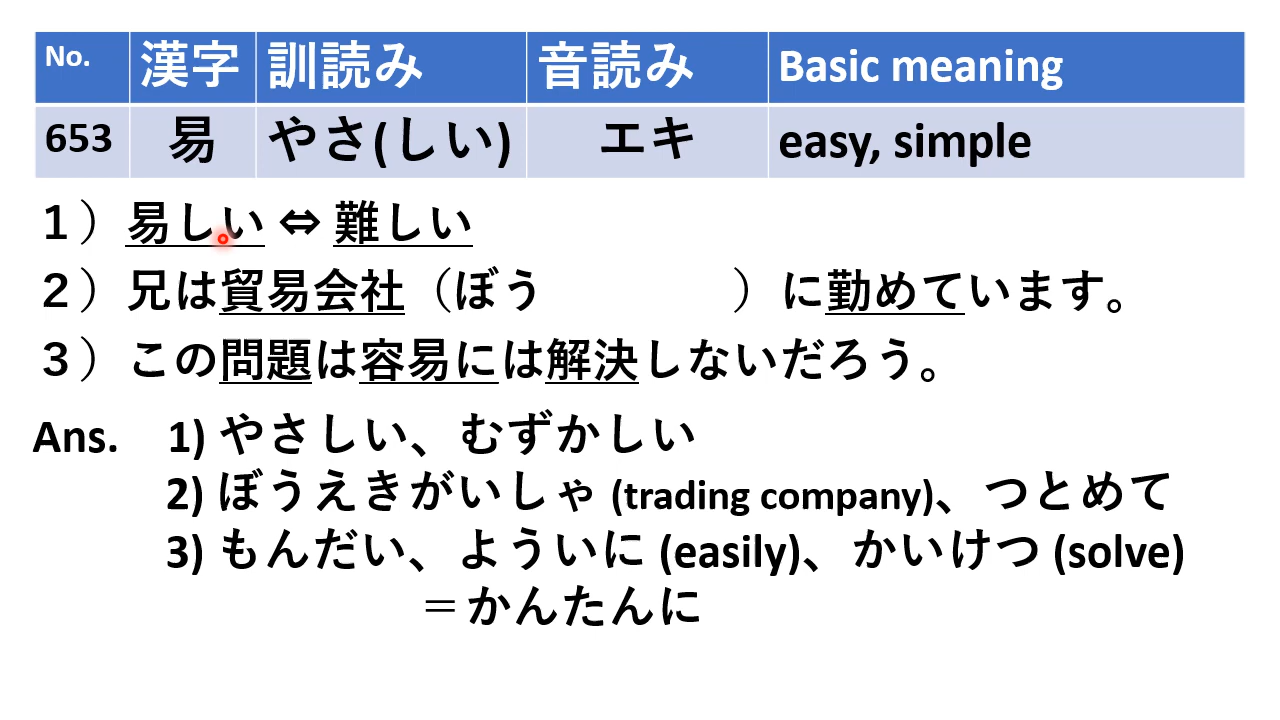 No. 漢字 訓読み 音読み Basic meaning
653 易 やさ(しい) エキ easy, simple
１）易しい ⇔ 難しい
２）兄は貿易会社（ぼう　　　　）に勤めています。
３）この問題は容易には解決しないだろう。
Ans. 1) やさしい、むずかしい
2) ぼうえきがいしゃ (trading company)、つとめて
3) もんだい、よういに (easily)、かいけつ (solve)
＝かんたんに